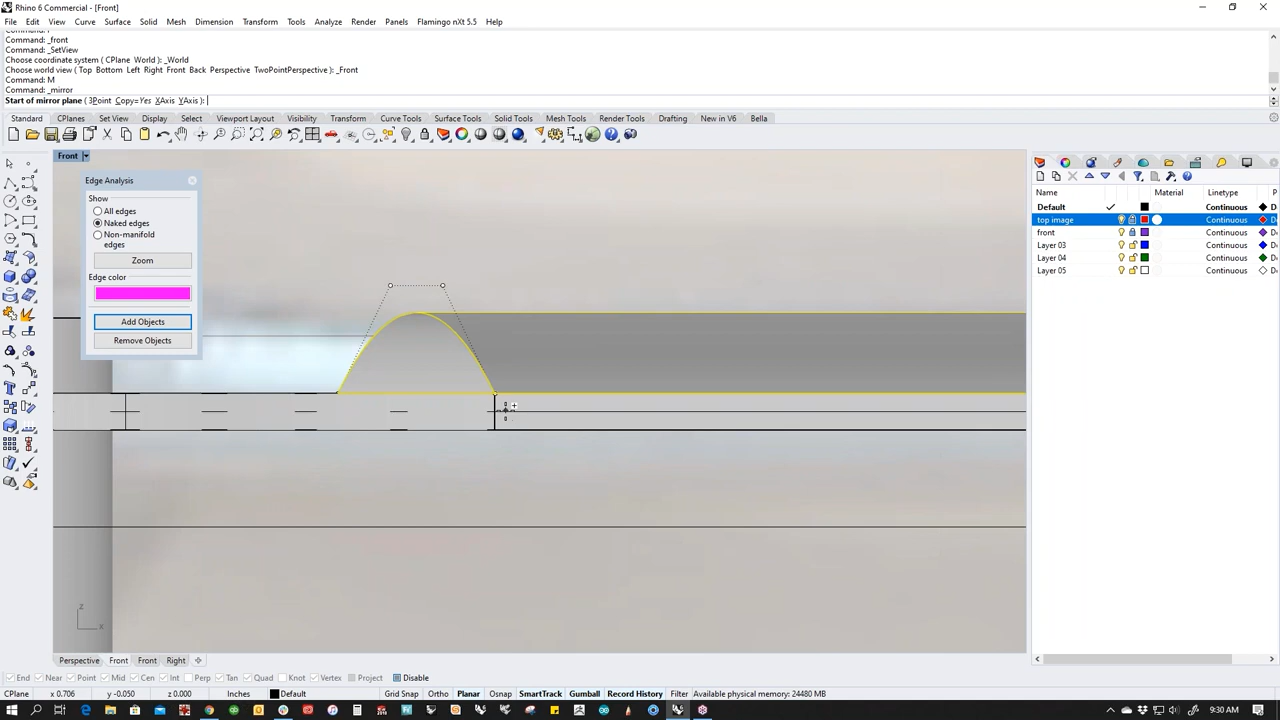 Rhino 6 Commercial - [Front]
File Edit View Curve Surface Solid Mesh Dimension Transform Tools Analyze Render Panels Flamingo nXt 5.5 Help
Command: _front
Command: _SetView
Choose coordinate system ( CPlane World ): _World
Choose world view ( Top Bottom Left Right Front Back Perspective TwoPointPerspective ): _Front
Command: M
Command: _mirror
Start of mirror plane ( 3Point Copy=Yes XAxis YAxis ):
Standard CPlanes Set View Display Select Viewport Layout Visibility Transform Curve Tools Surface Tools Solid Tools Mesh Tools Render Tools Drafting New in V6 Bella
Front
Edge Analysis
Show
All edges
Naked edges
Non-manifold
edges
Zoom
Edge color
Add Objects
Remove Objects
Name Material Linetype P
Default Continuous D
top image Continuous D
front Continuous D
Layer 03 Continuous D
Layer 04 Continuous D
Layer 05 Continuous D
z
x
Perspective Front Front Right
End Near Point Mid Cen Int Perp Tan Quad Knot Vertex Project Disable
CPlane x 0.706 y -0.050 z 0.000 Inches Default Grid Snap Ortho Planar Osnap SmartTrack Gumball Record History Filter Available physical memory: 24480 MB
9:30 AM